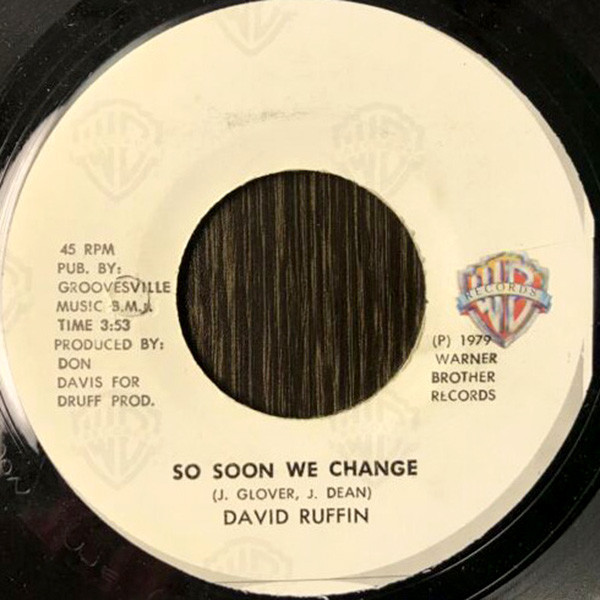 45 RPM
PUB. BY:
GROOVESVILLE
MUSIC B.M.I.
TIME 3:53
PRODUCED BY:
DON
DAVIS FOR
DRUFF PROD.
WB
RECORDS
(P) 1979
WARNER
BROTHER
RECORDS
SO SOON WE CHANGE
(J. GLOVER, J. DEAN)
DAVID RUFFIN